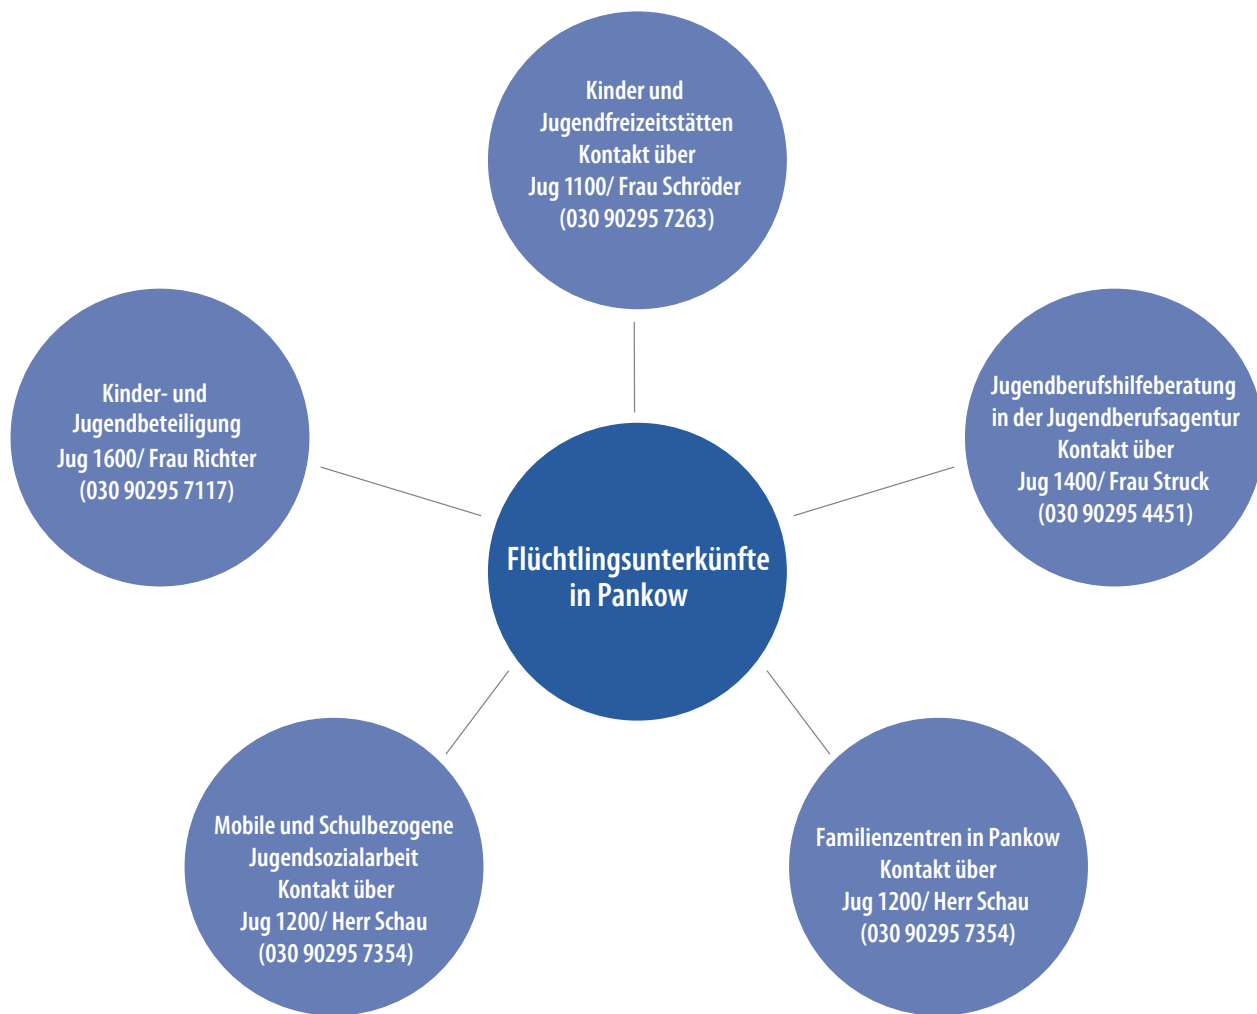 Kinder und
Jugendfreizeitstätten
Kontakt über
Jug 1100/ Frau Schröder
(030 90295 7263)
Kinder- und
Jugendbeteiligung
Jug 1600/ Frau Richter
(030 90295 7117)
Jugendberufshilfeberatung
in der Jugendberufsagentur
Kontakt über
Jug 1400/ Frau Struck
(030 90295 4451)
Flüchtlingsunterkünfte
in Pankow
Mobile und Schulbezogene
Jugendsozialarbeit
Kontakt über
Jug 1200/ Herr Schau
(030 90295 7354)
Familienzentren in Pankow
Kontakt über
Jug 1200/ Herr Schau
(030 90295 7354)